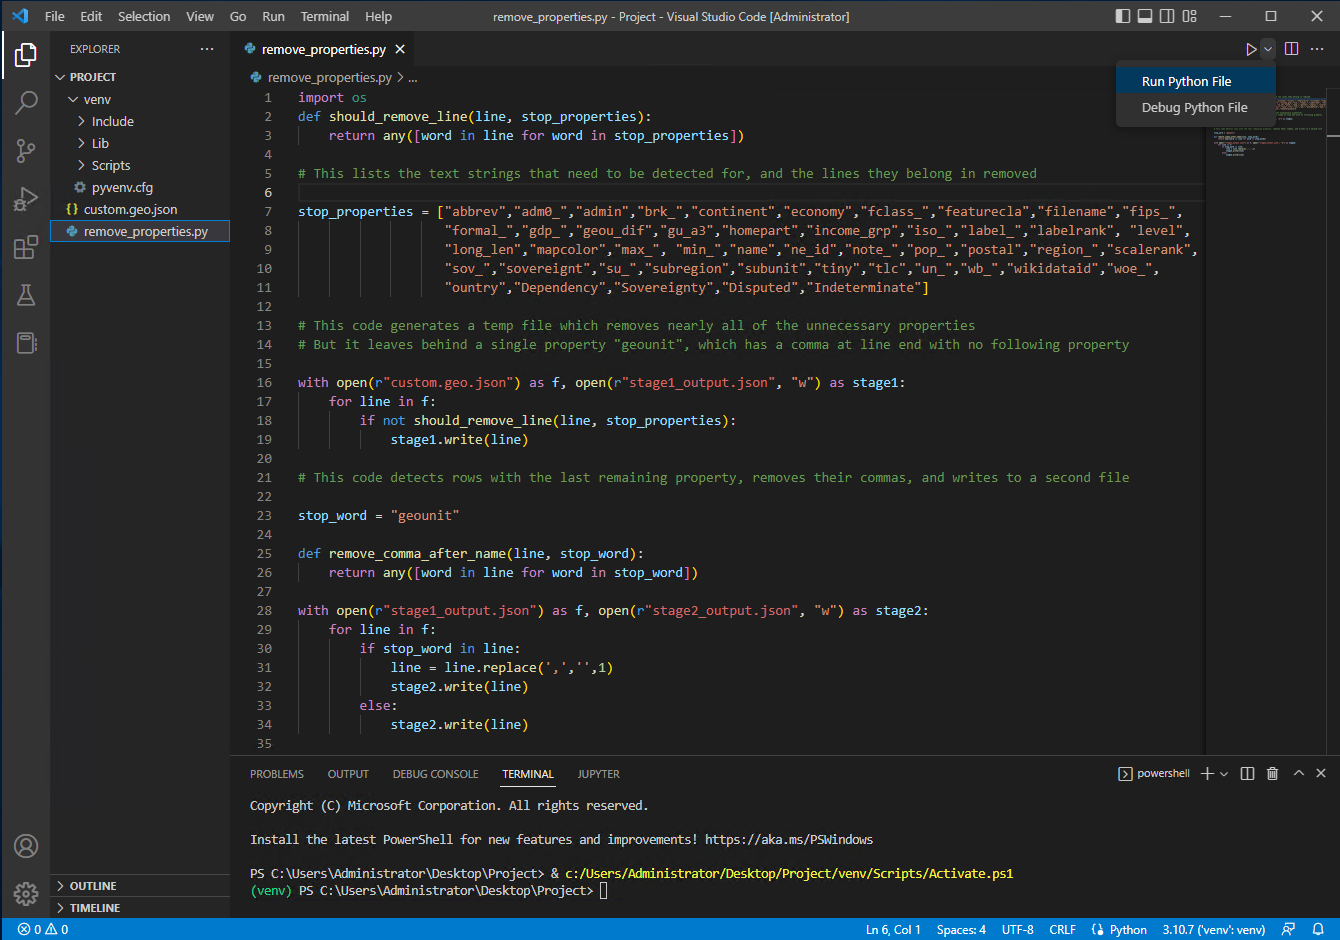 File Edit Selection View Go Run Terminal Help remove_properties.py - Project - Visual Studio Code [Administrator]
EXPLORER ...
PROJECT
venv
Include
Lib
Scripts
pyvenv.cfg
{} custom.geo.json
remove_properties.py
OUTLINE
TIMELINE
remove_properties.py
remove_properties.py > ...
Run Python File
Debug Python File
1 import os
2 def should_remove_line(line, stop_properties):
3     return any([word in line for word in stop_properties])
4
5 # This lists the text strings that need to be detected for, and the lines they belong in removed
6
7 stop_properties = ["abbrev","adm0_","admin","brk_","continent","economy","fclass_","featurecla","filename","fips_",
8                    "formal_","gdp_","geou_dif","gu_a3","homepart","income_grp","iso_","label_","labelrank", "level",
9                    "long_len","mapcolor","max_", "min_","name","ne_id","note_","pop_","postal","region_","scalerank",
10                   "sov_","sovereignt","su_","subregion","subunit","tiny","tlc","un_","wb_","wikidataid","woe_",
11                   "ountry","Dependency","Sovereignty","Disputed","Indeterminate"]
12
13 # This code generates a temp file which removes nearly all of the unnecessary properties
14 # But it leaves behind a single property "geounit", which has a comma at line end with no following property
15
16 with open(r"custom.geo.json") as f, open(r"stage1_output.json", "w") as stage1:
17     for line in f:
18         if not should_remove_line(line, stop_properties):
19             stage1.write(line)
20
21 # This code detects rows with the last remaining property, removes their commas, and writes to a second file
22
23 stop_word = "geounit"
24
25 def remove_comma_after_name(line, stop_word):
26     return any([word in line for word in stop_word])
27
28 with open(r"stage1_output.json") as f, open(r"stage2_output.json", "w") as stage2:
29     for line in f:
30         if stop_word in line:
31             line = line.replace(',','',1)
32             stage2.write(line)
33         else:
34             stage2.write(line)
35
PROBLEMS OUTPUT DEBUG CONSOLE TERMINAL JUPYTER powershell
Copyright (C) Microsoft Corporation. All rights reserved.
Install the latest PowerShell for new features and improvements! https://aka.ms/PSWindows
PS C:\Users\Administrator\Desktop\Project> & c:/Users/Administrator/Desktop/Project/venv/Scripts/Activate.ps1
(venv) PS C:\Users\Administrator\Desktop\Project>
0 0 Ln 6, Col 1 Spaces: 4 UTF-8 CRLF Python 3.10.7 ('venv': venv)